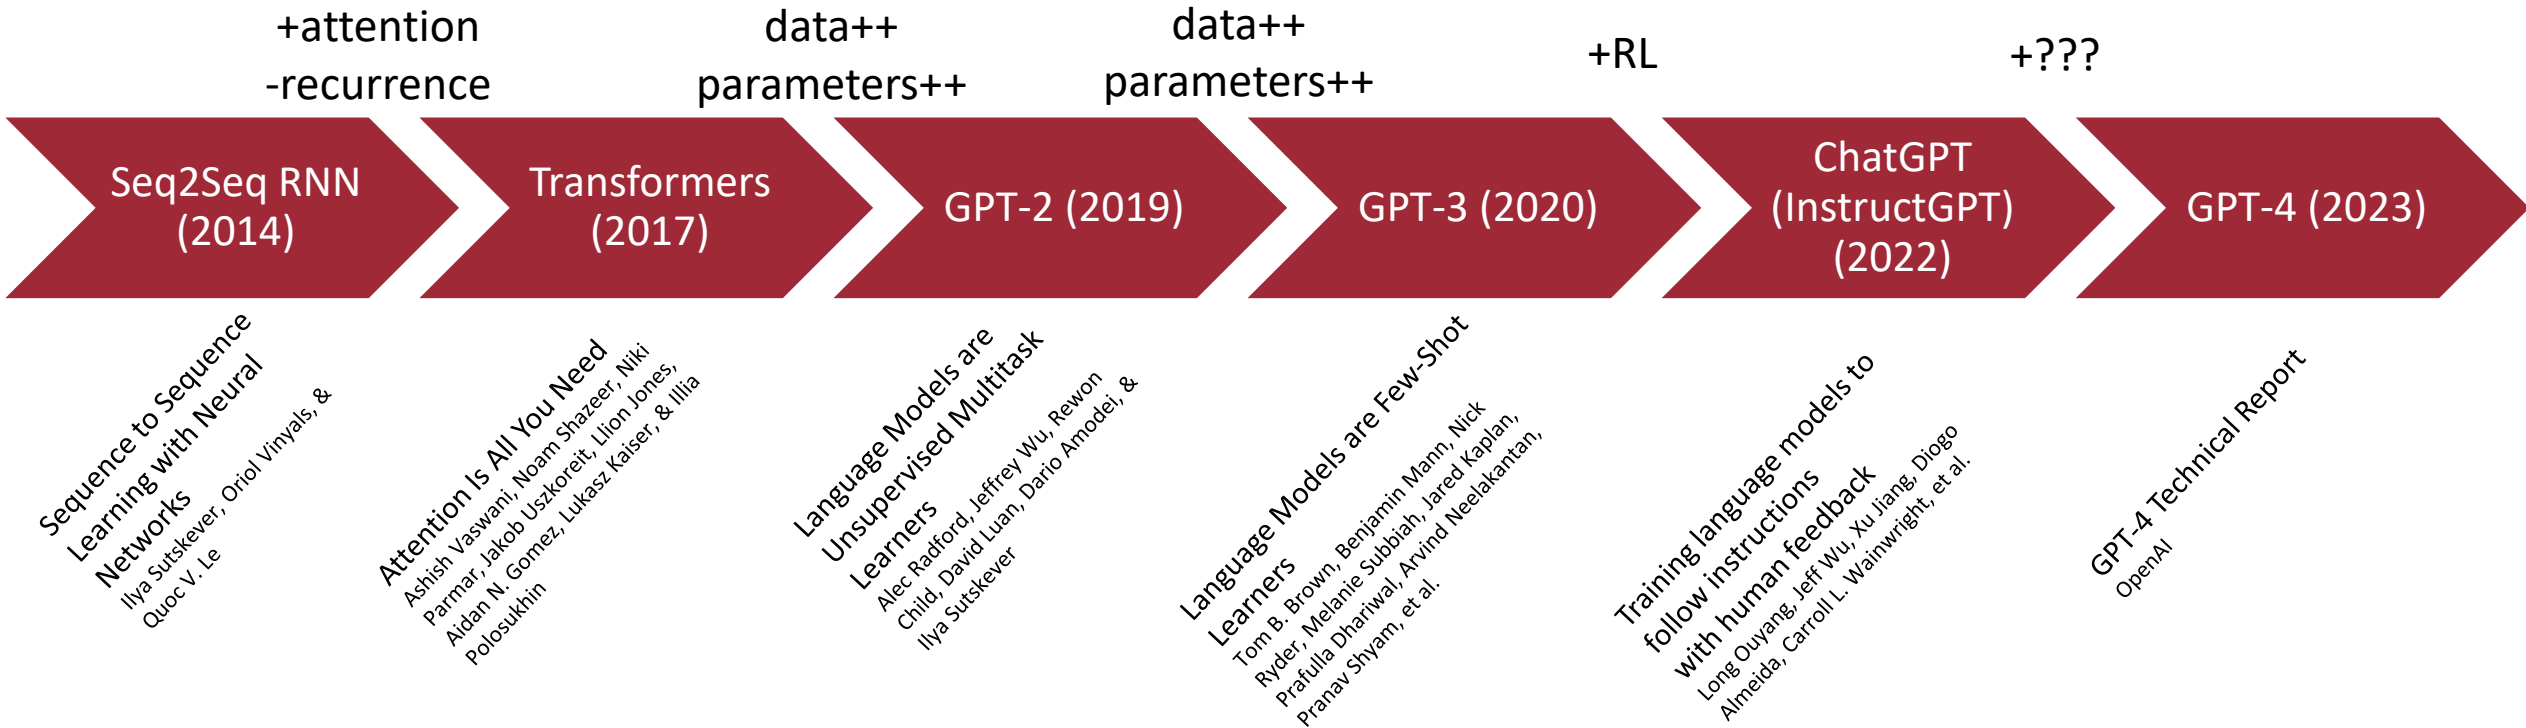 +attention
-recurrence
data++
parameters++
data++
parameters++
+RL
+???
Seq2Seq RNN
(2014)
Transformers
(2017)
GPT-2 (2019)
GPT-3 (2020)
ChatGPT
(InstructGPT)
(2022)
GPT-4 (2023)
Sequence to Sequence
Learning with Neural
Networks
Ilya Sutskever, Oriol Vinyals, &
Quoc V. Le
Attention Is All You Need
Ashish Vaswani, Noam Shazeer, Niki
Parmar, Jakob Uszkoreit, Llion Jones,
Aidan N. Gomez, Lukasz Kaiser, & Illia
Polosukhin
Language Models are
Unsupervised Multitask
Learners
Alec Radford, Jeffrey Wu, Rewon
Child, David Luan, Dario Amodei, &
Ilya Sutskever
Language Models are Few-Shot
Learners
Tom B. Brown, Benjamin Mann, Nick
Ryder, Melanie Subbiah, Jared Kaplan,
Prafulla Dhariwal, Arvind Neelakantan,
Pranav Shyam, et al.
Training language models to
follow instructions
with human feedback
Long Ouyang, Jeff Wu, Xu Jiang, Diogo
Almeida, Carroll L. Wainwright, et al.
GPT-4 Technical Report
OpenAI